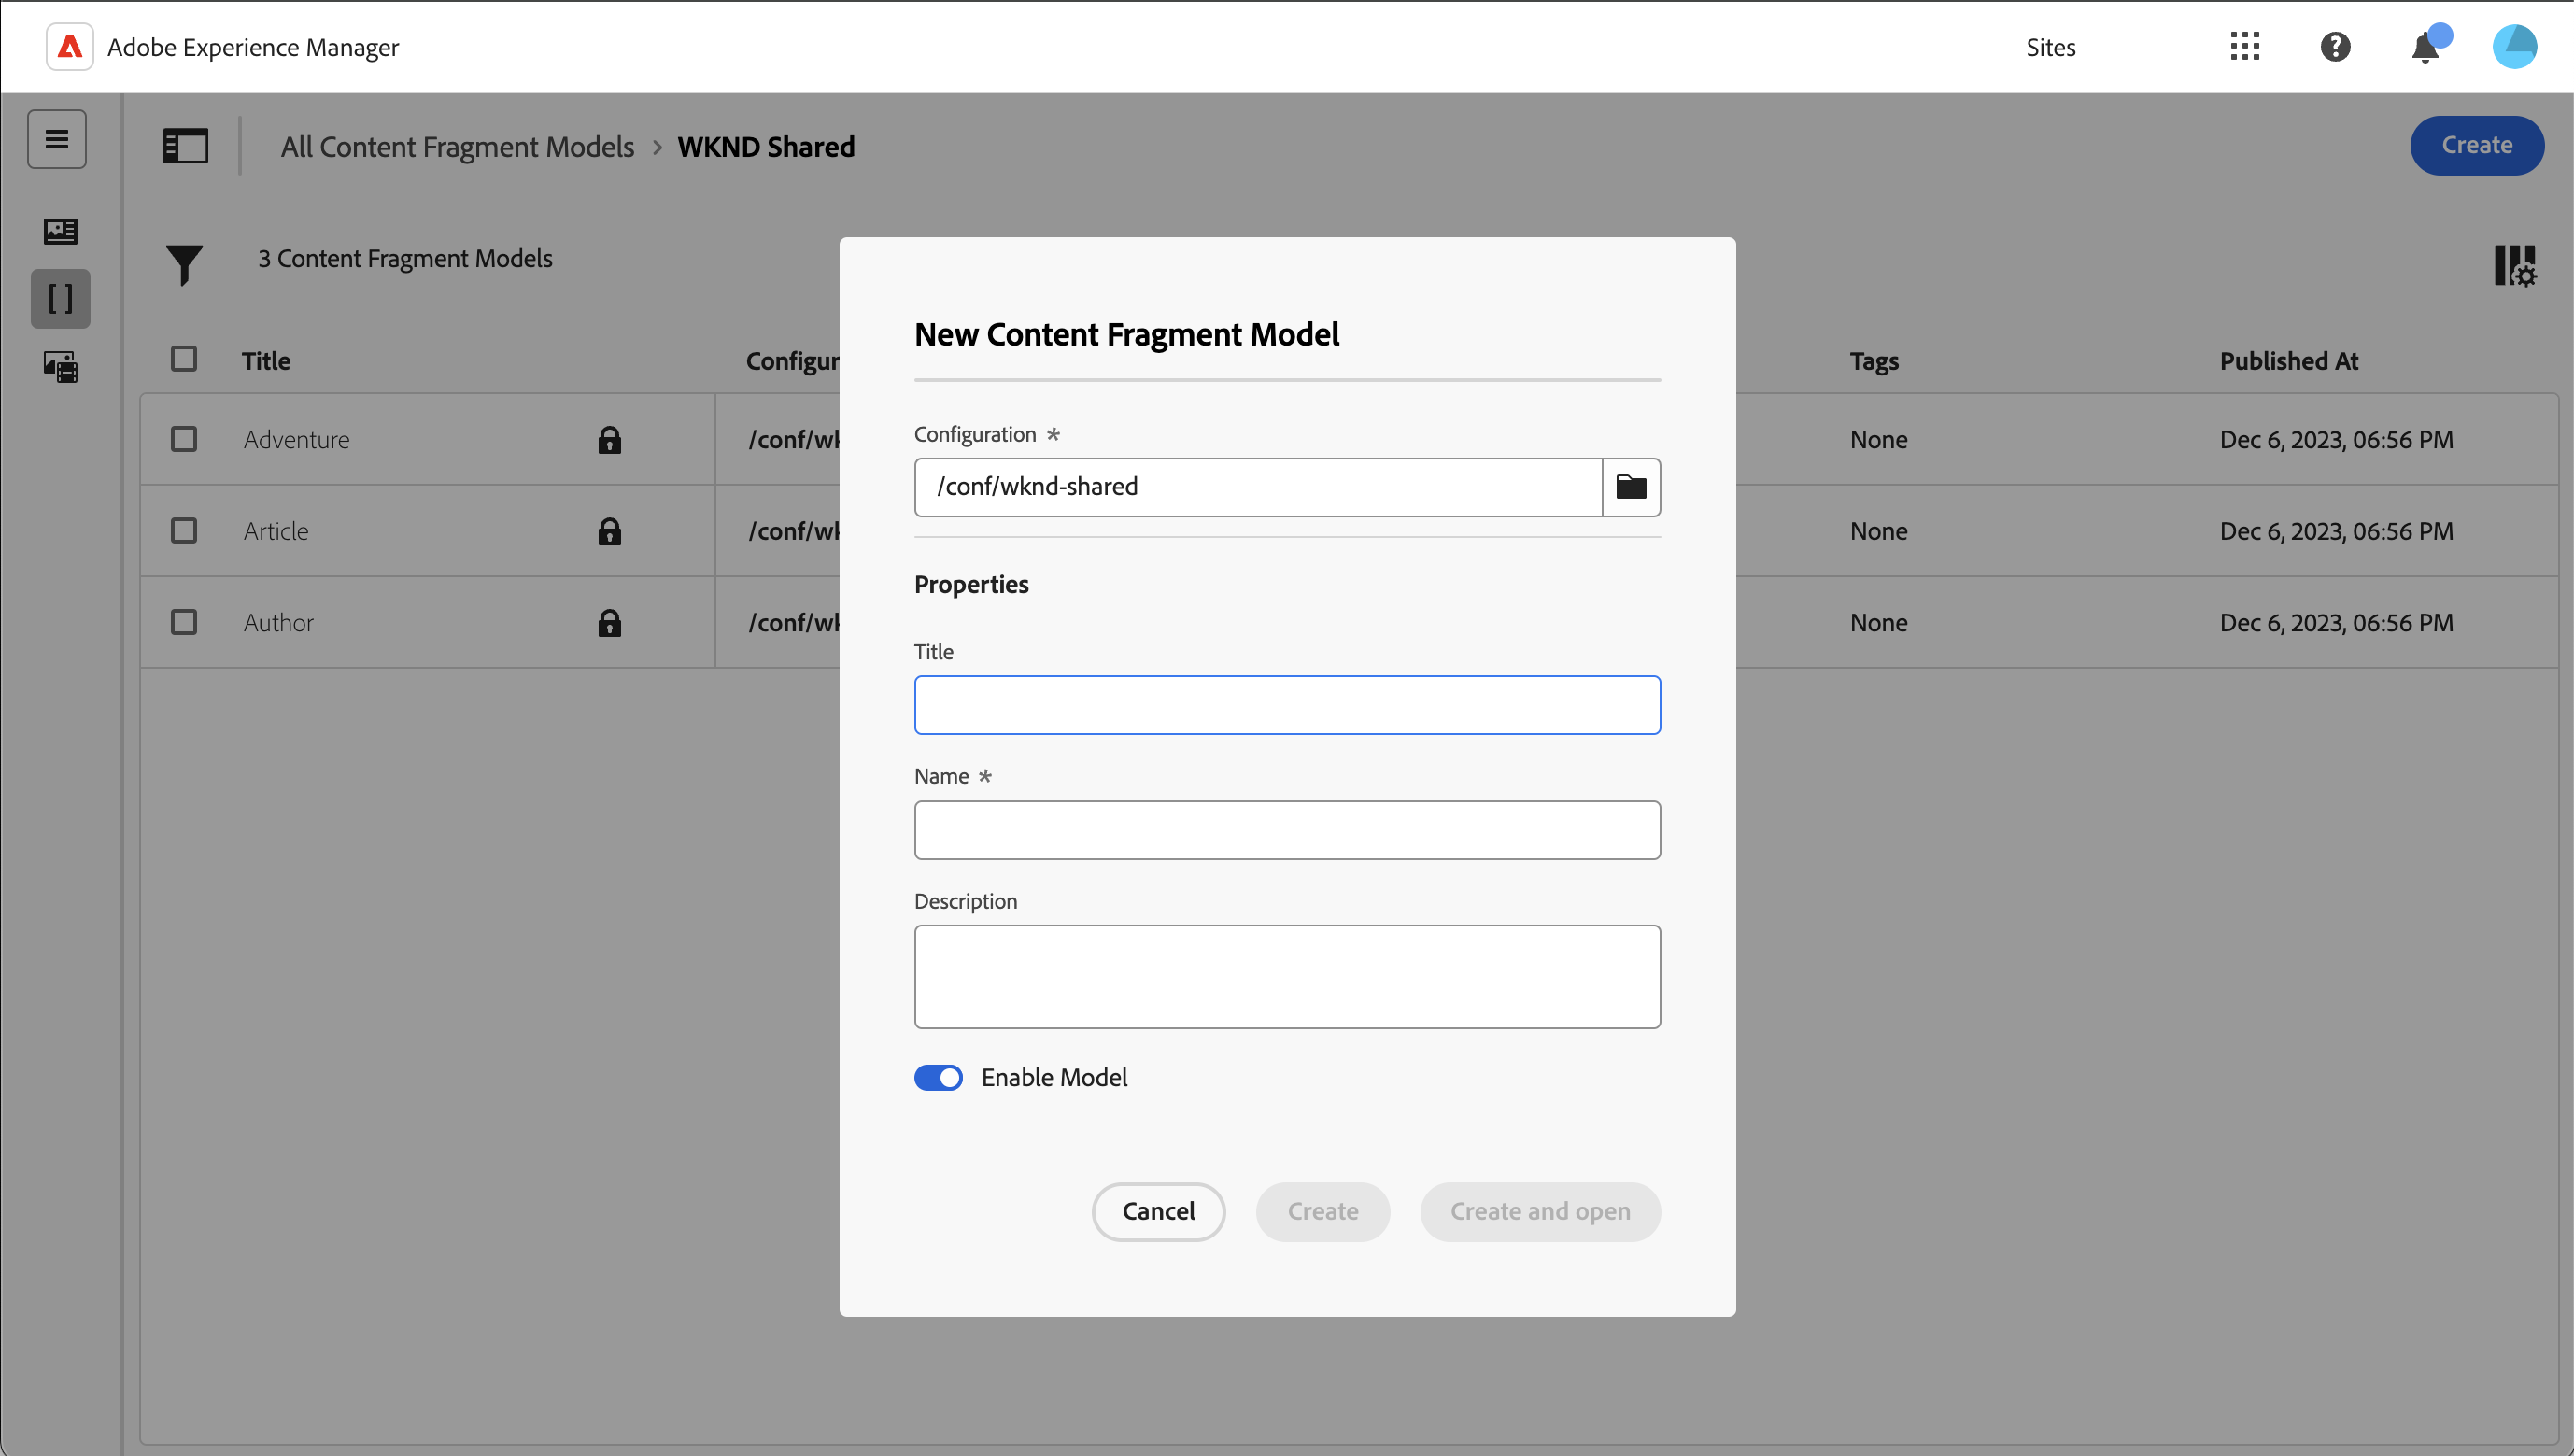 Adobe Experience Manager
Sites
All Content Fragment Models > WKND Shared
Create
3 Content Fragment Models
Title
Configur
Tags
Published At
Adventure
/conf/wk
None
Dec 6, 2023, 06:56 PM
Article
/conf/wk
None
Dec 6, 2023, 06:56 PM
Author
/conf/wk
None
Dec 6, 2023, 06:56 PM
New Content Fragment Model
Configuration *
/conf/wknd-shared
Properties
Title
Name *
Description
Enable Model
Cancel
Create
Create and open